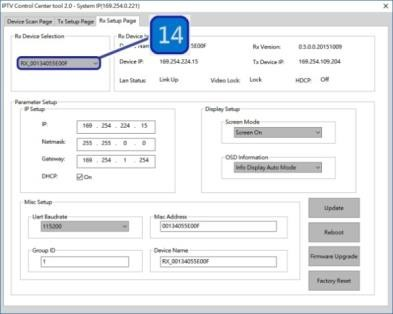 IPTV Control Center tool 2.0 - System IP(169.254.0.221) X
Device Scan Page Tx Setup Page Rx Setup Page
14
Rx Device Selection
RX_00134055E00F
Rx Device
55E00F Rx Version: 0.5.0.0.20151009
Device IP: 169.254.224.15 Tx Device IP: 169.254.109.204
Lan Status: Link Up Video Lock: Lock HDCP: Off
Parameter Setup
IP Setup
IP: 169 . 254 . 224 . 15
Netmask: 255 . 255 . 0 . 0
Gateway: 169 . 254 . 1 . 254
DHCP: On
Display Setup
Screen Mode
Screen On
OSD Information
Info Display Auto Mode
Misc Setup
Uart Baudrate
115200
Mac Address
00134055E00F
Group ID
1
Device Name
RX_00134055E00F
Update
Reboot
Firmware Upgrade
Factory Reset